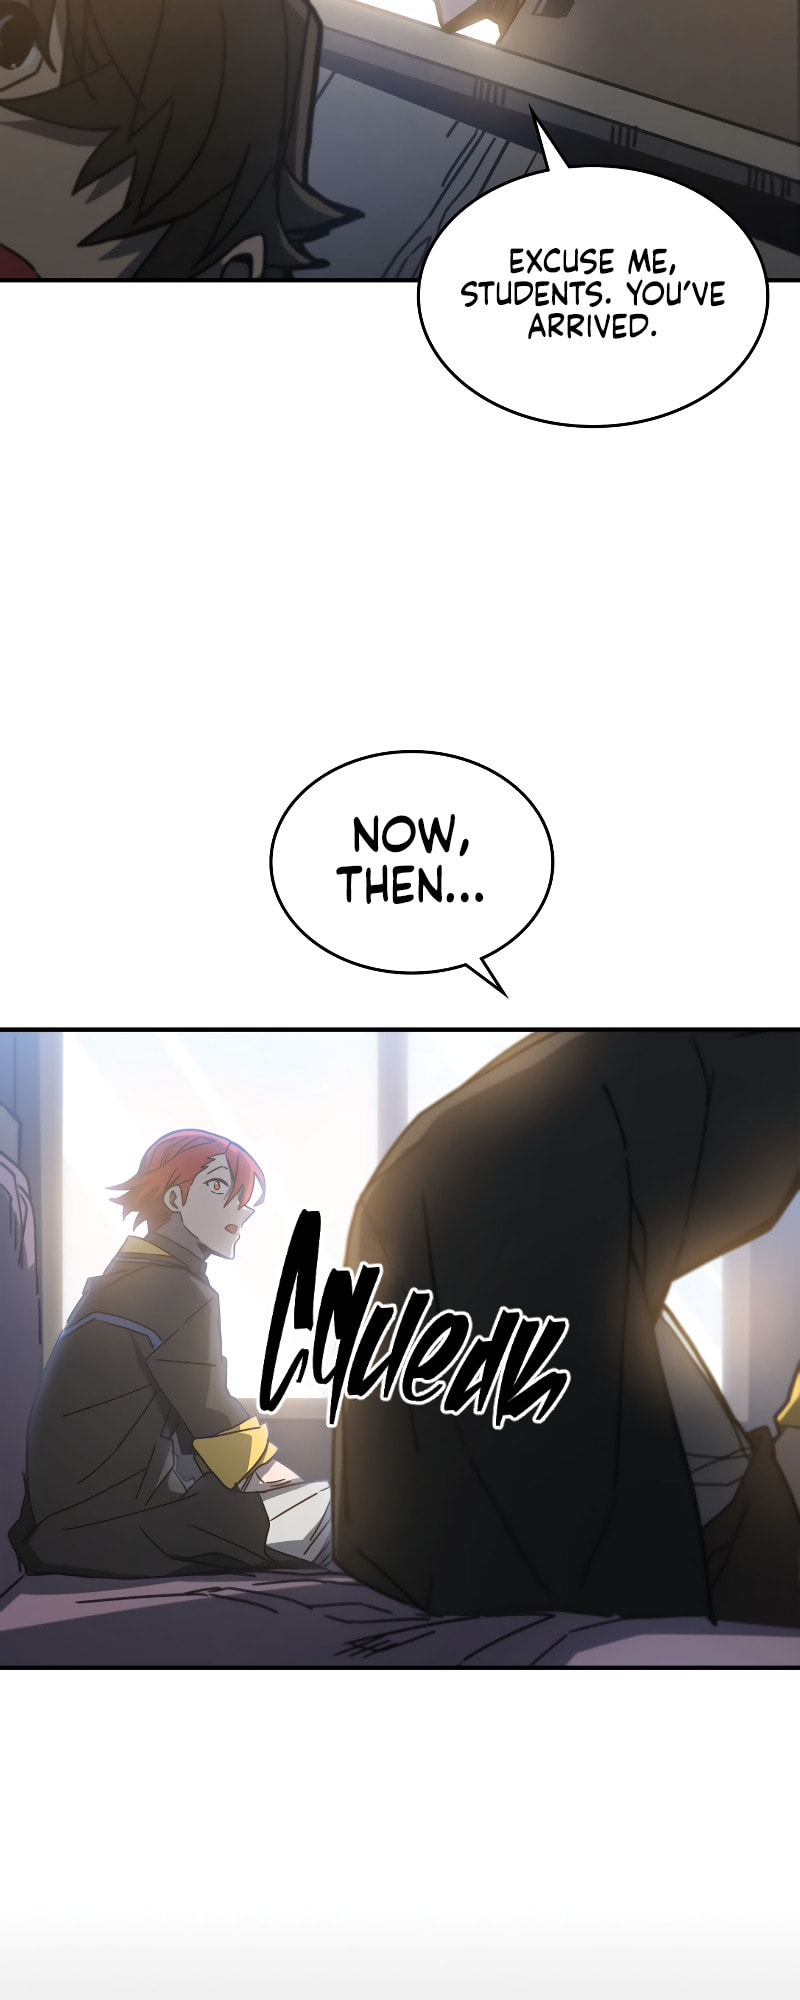 EXCUSE ME,
STUDENTS. YOU'VE
ARRIVED.
NOW,
THEN...
Squeak